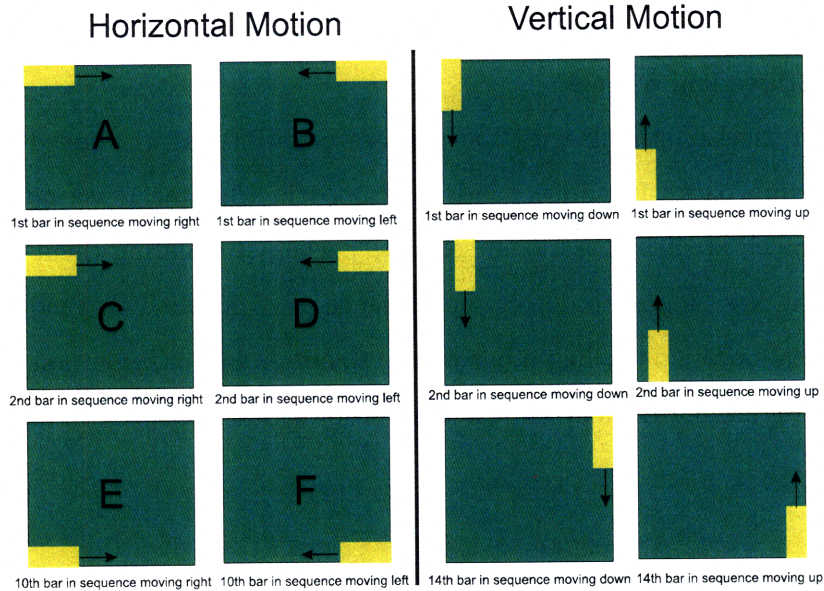 Horizontal Motion
A
B
1st bar in sequence moving right
1st bar in sequence moving left
C
D
2nd bar in sequence moving right
2nd bar in sequence moving left
E
F
10th bar in sequence moving right
10th bar in sequence moving left
Vertical Motion
1st bar in sequence moving down
1st bar in sequence moving up
2nd bar in sequence moving down
2nd bar in sequence moving up
14th bar in sequence moving down
14th bar in sequence moving up